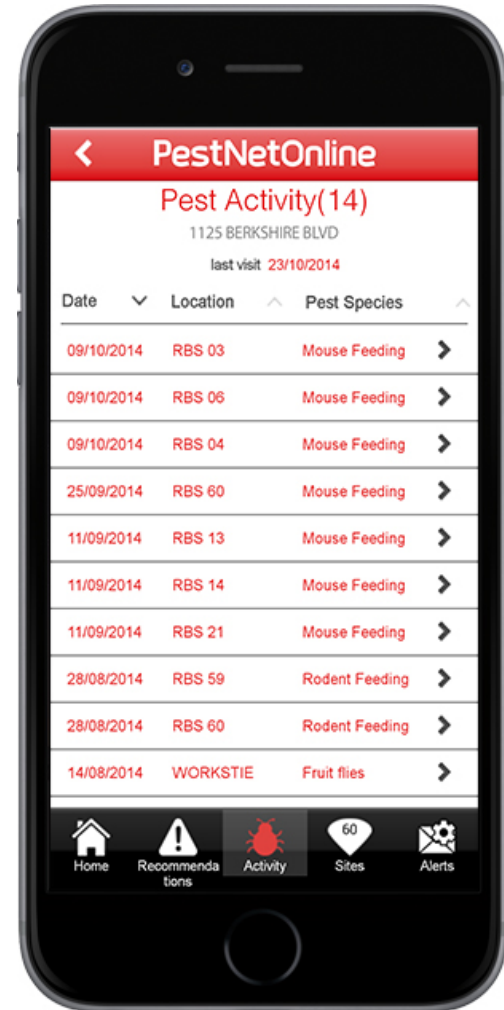 PestNetOnline
Pest Activity(14)
1125 BERKSHIRE BLVD
last visit 23/10/2014
Date Location Pest Species
09/10/2014 RBS 03 Mouse Feeding
09/10/2014 RBS 06 Mouse Feeding
09/10/2014 RBS 04 Mouse Feeding
25/09/2014 RBS 60 Mouse Feeding
11/09/2014 RBS 13 Mouse Feeding
11/09/2014 RBS 14 Mouse Feeding
11/09/2014 RBS 21 Mouse Feeding
28/08/2014 RBS 59 Rodent Feeding
28/08/2014 RBS 60 Rodent Feeding
14/08/2014 WORKSTIE Fruit flies
60
Home Recommenda Activity Sites Alerts
tions